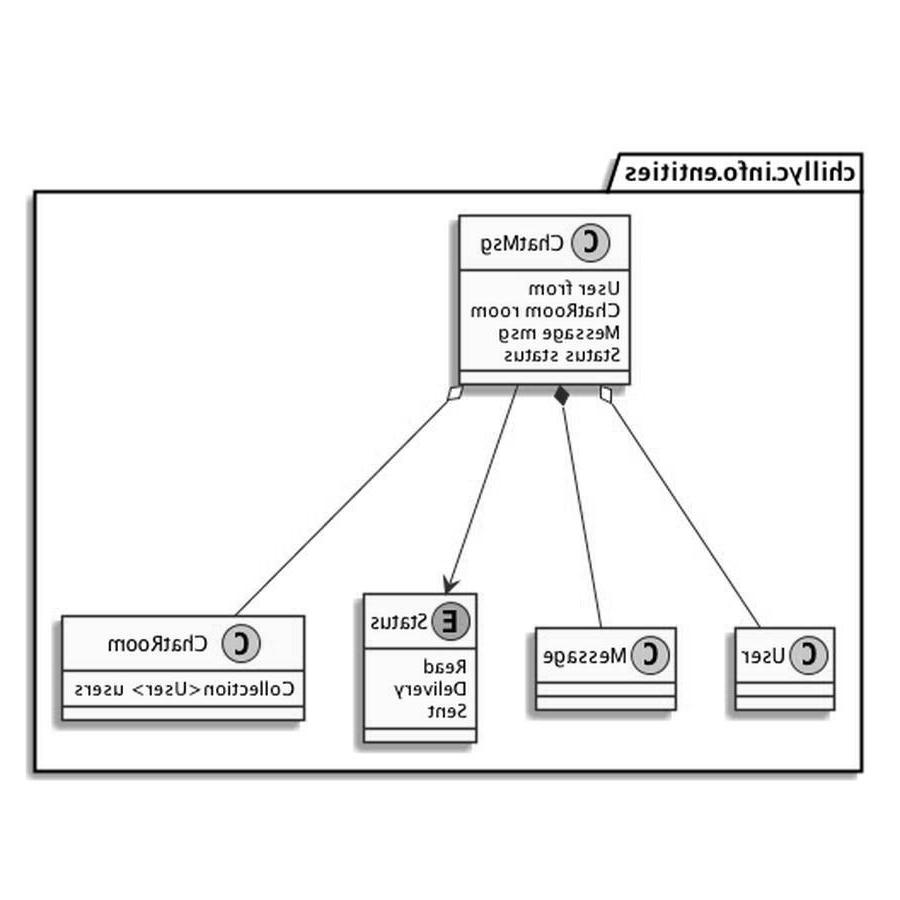 chillyc.info.entities
C ChatMsg
User from
ChatRoom room
Message msg
Status status
C User
C Message
E Status
Read
Delivery
Sent
C ChatRoom
Collection<User> users